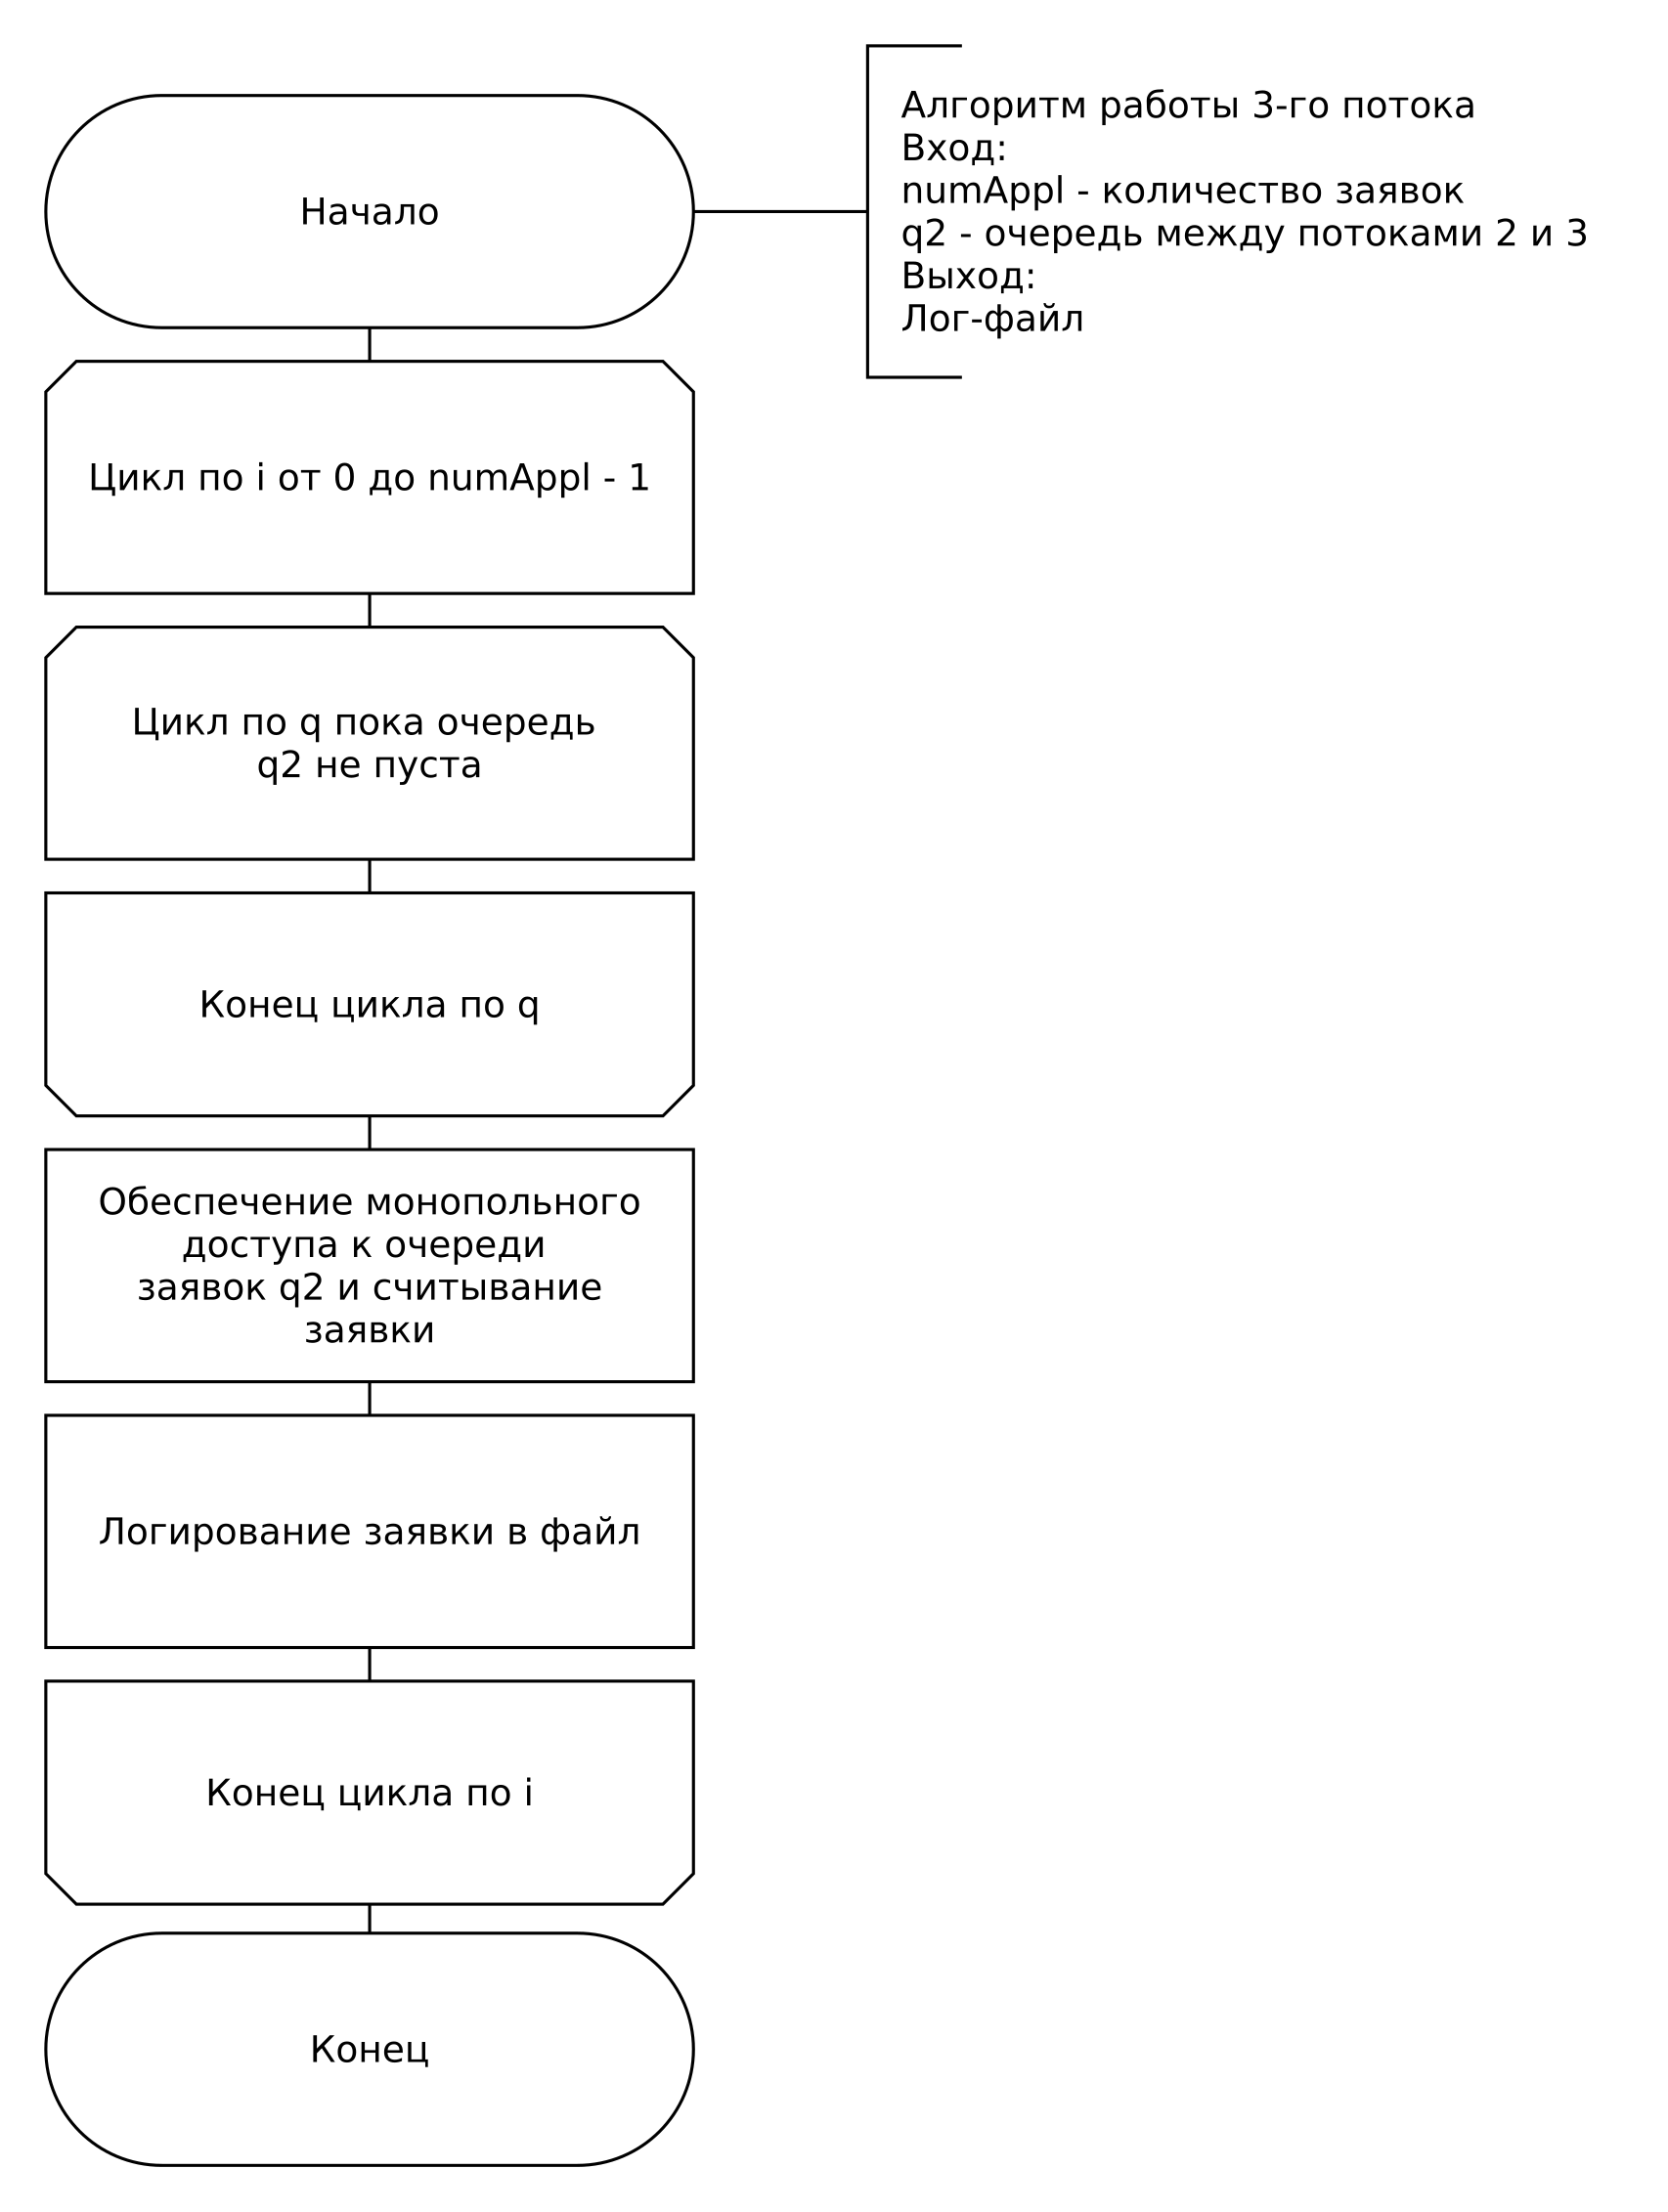 Начало
Алгоритм работы 3-го потока
Вход:
numAppl - количество заявок
q2 - очередь между потоками 2 и 3
Выход:
Лог-файл
Цикл по i от 0 до numAppl - 1
Цикл по q пока очередь
q2 не пуста
Конец цикла по q
Обеспечение монопольного
доступа к очереди
заявок q2 и считывание
заявки
Логирование заявки в файл
Конец цикла по i
Конец